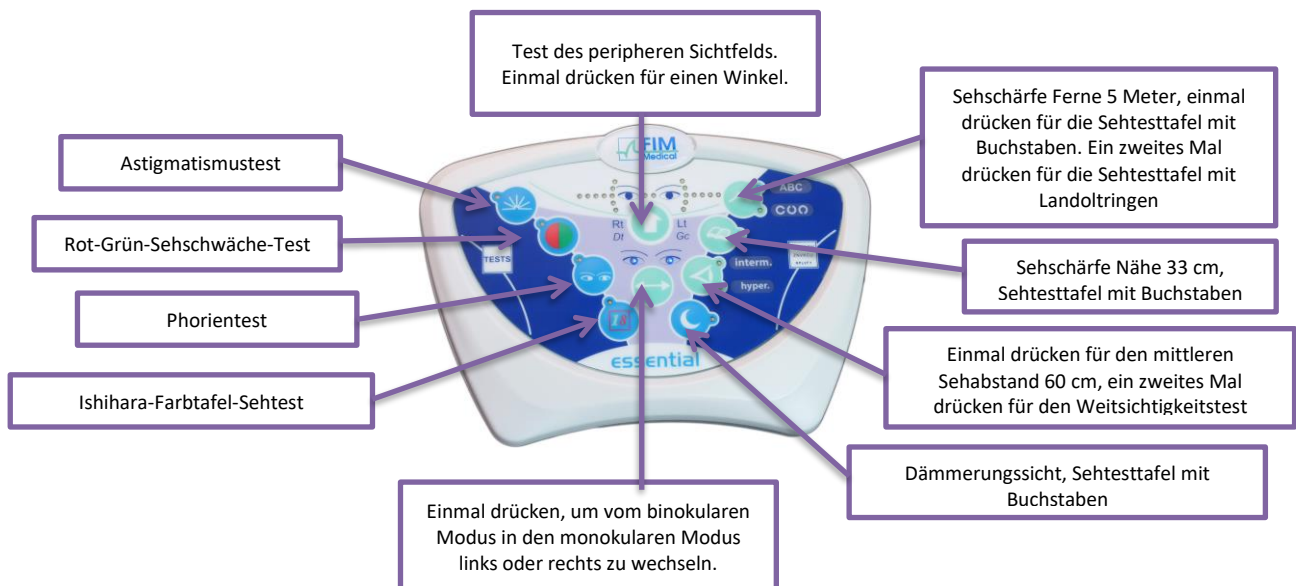 Test des peripheren Sichtfelds.
Einmal drücken für einen Winkel.
Sehschärfe Ferne 5 Meter, einmal
drücken für die Sehtesttafel mit
Buchstaben. Ein zweites Mal
drücken für die Sehtesttafel mit
Landoltringen
Astigmatismustest
Rot-Grün-Sehschwäche-Test
Phorientest
Ishihara-Farbtafel-Sehtest
Sehschärfe Nähe 33 cm,
Sehtesttafel mit Buchstaben
Einmal drücken für den mittleren
Sehabstand 60 cm, ein zweites Mal
drücken für den Weitsichtigkeitstest
Dämmerungssicht, Sehtesttafel mit
Buchstaben
Einmal drücken, um vom binokularen
Modus in den monokularen Modus
links oder rechts zu wechseln.
FIM
Medical
ABC
Rt
Dt
Lt
Gc
TESTS
interm.
hyper.
essential